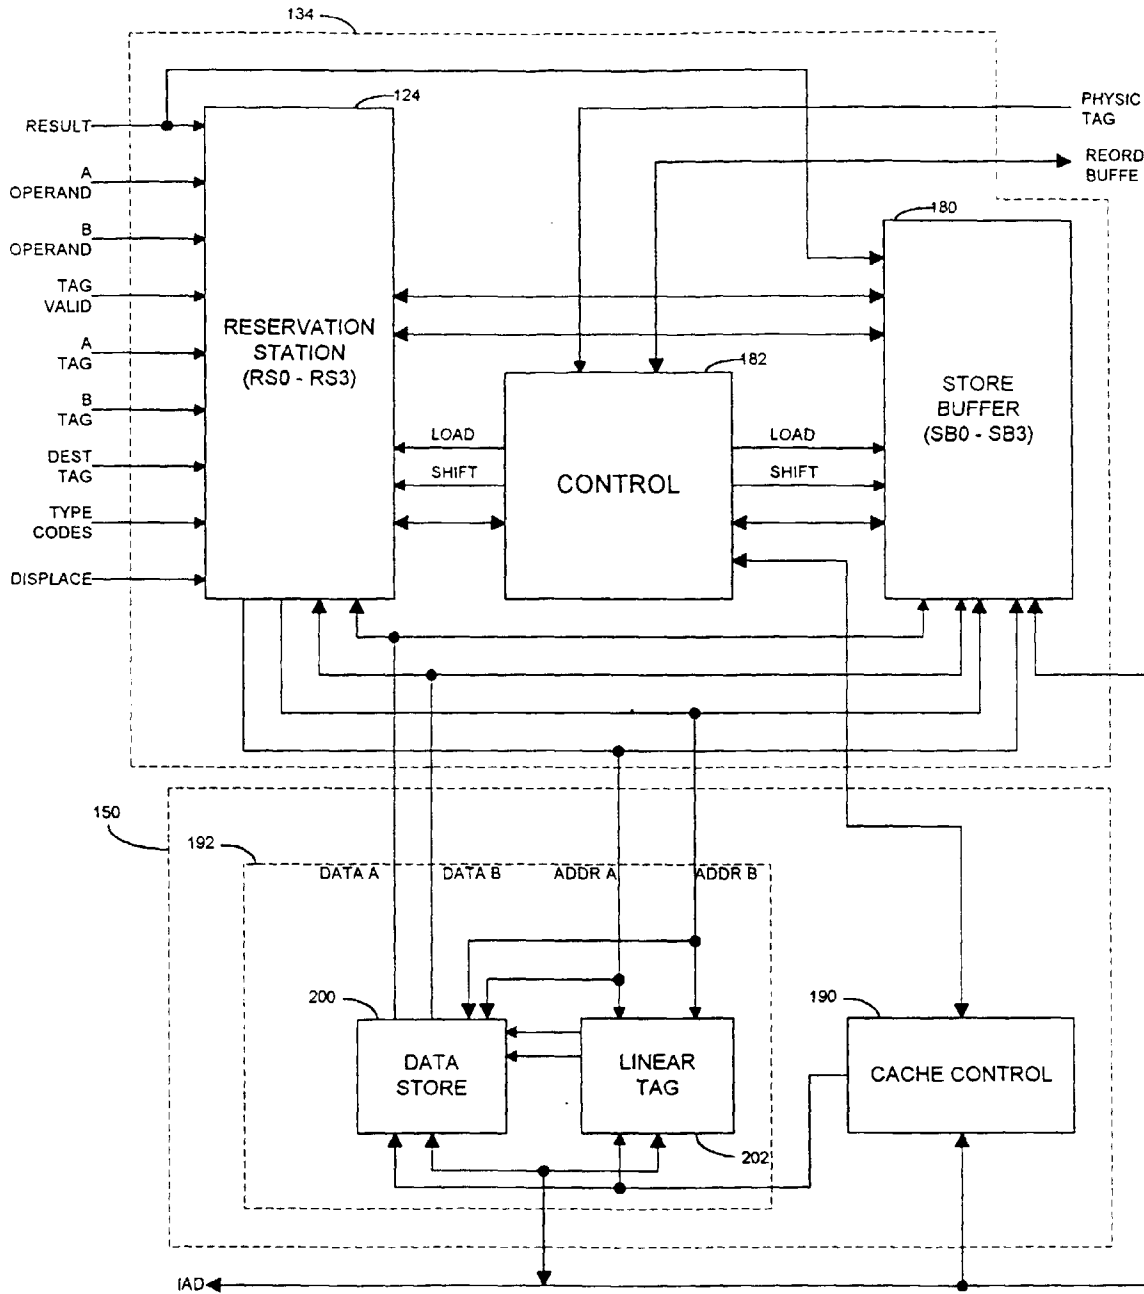 134
124
PHYSIC
TAG
RESULT
REORD
BUFFE
A
OPERAND
180
B
OPERAND
TAG
VALID
RESERVATION
STATION
(RS0 - RS3)
A
TAG
182
STORE
BUFFER
(SB0 - SB3)
B
TAG
LOAD
LOAD
DEST
TAG
SHIFT
CONTROL
SHIFT
TYPE
CODES
DISPLACE
150
192
DATA A
DATA B
ADDR A
ADDR B
200
190
DATA
STORE
LINEAR
TAG
CACHE CONTROL
202
IAD